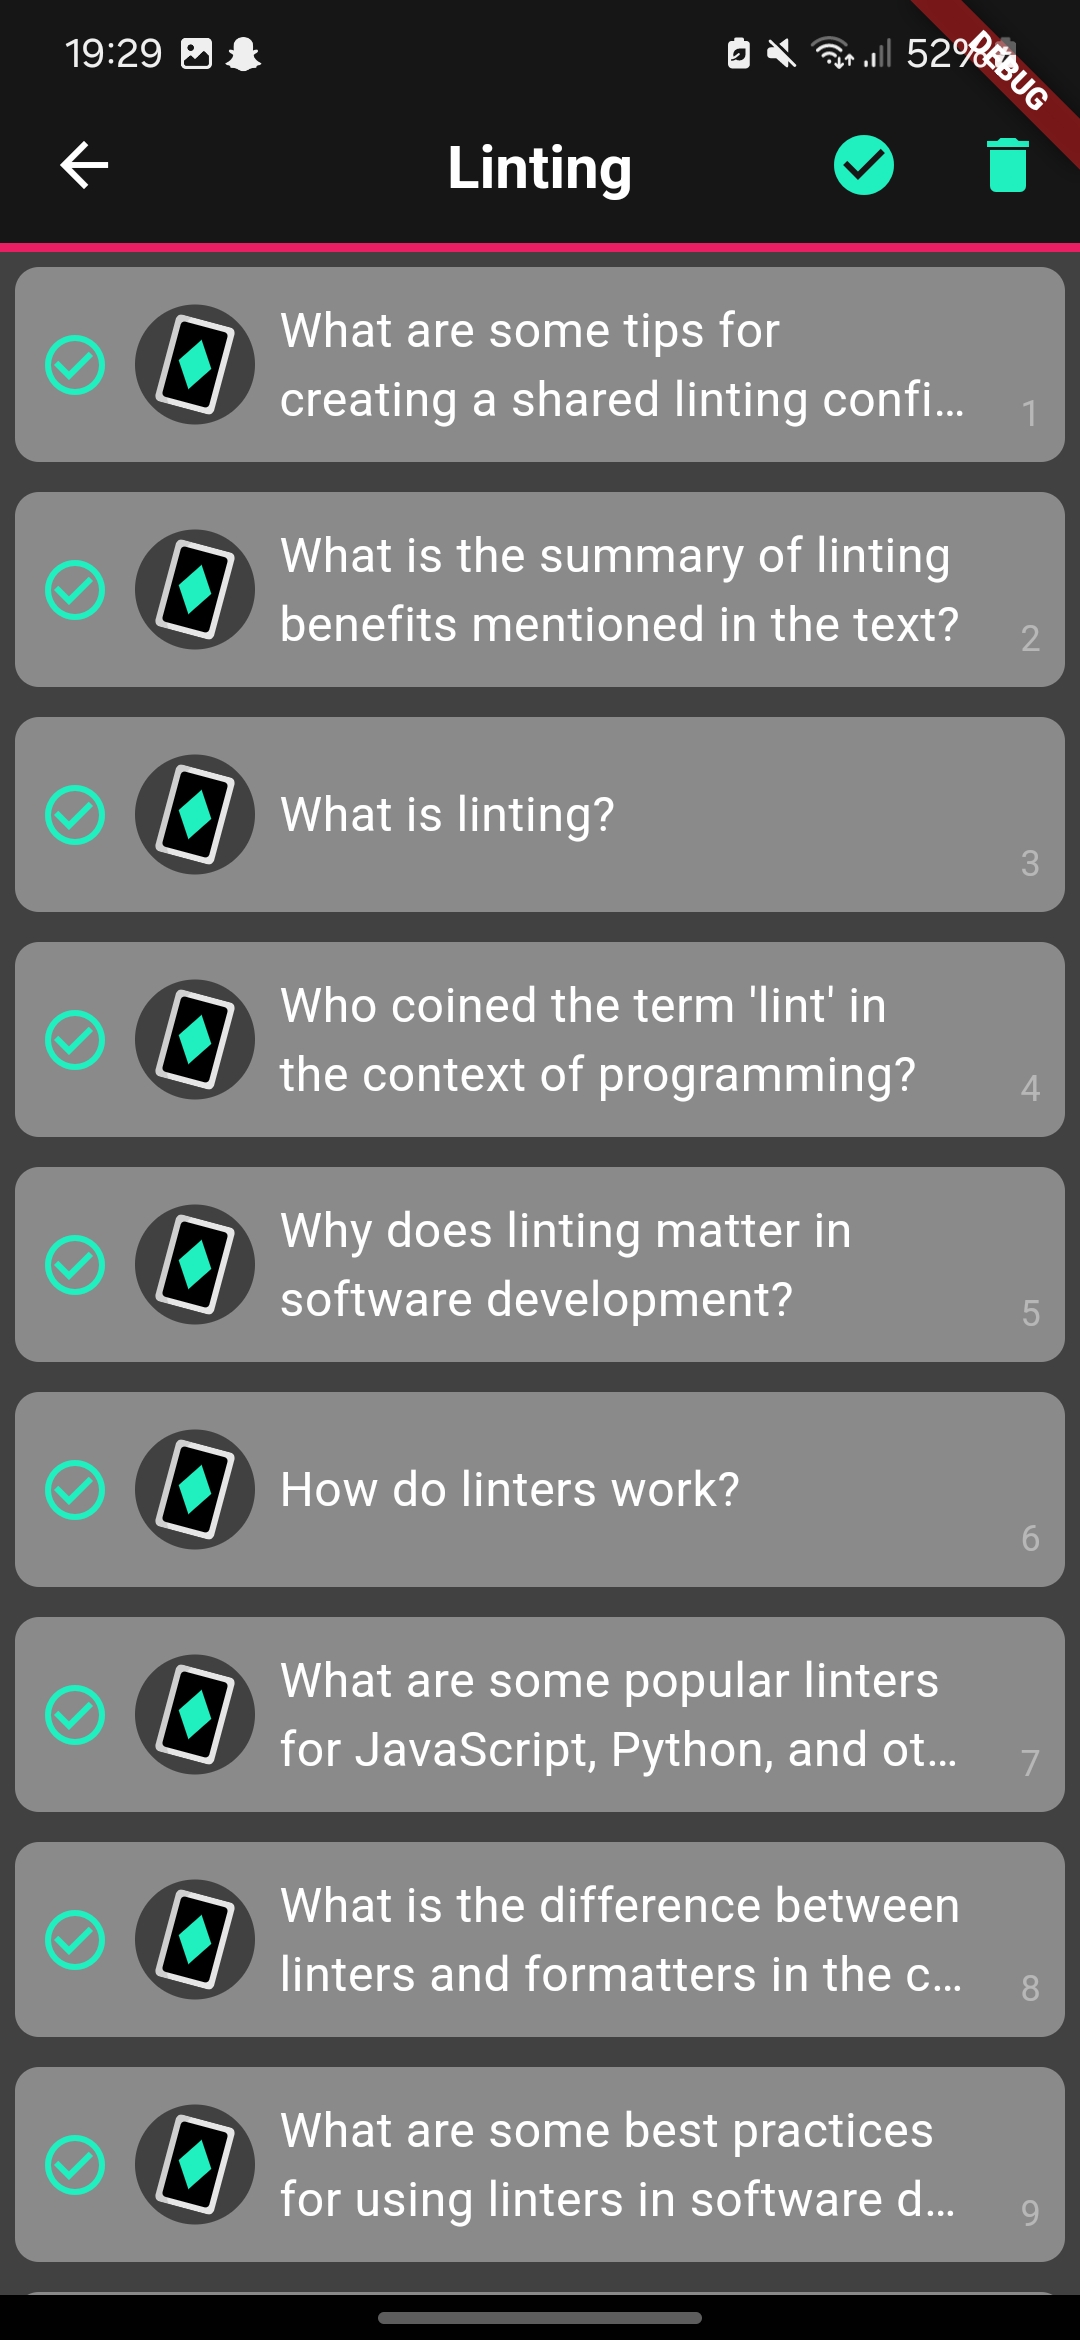 19:29
52%
DEBUG
Linting
What are some tips for
creating a shared linting confi...
1
What is the summary of linting
benefits mentioned in the text?
2
What is linting?
3
Who coined the term 'lint' in
the context of programming?
4
Why does linting matter in
software development?
5
How do linters work?
6
What are some popular linters
for JavaScript, Python, and ot...
7
What is the difference between
linters and formatters in the c...
8
What are some best practices
for using linters in software d...
9